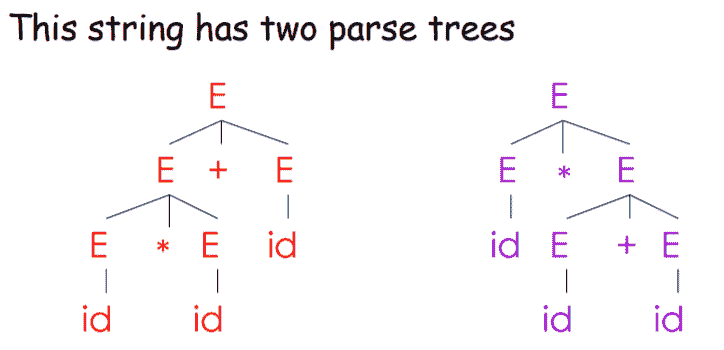 This string has two parse trees
E E
E + E E * E
E * E id id E + E
id id id id